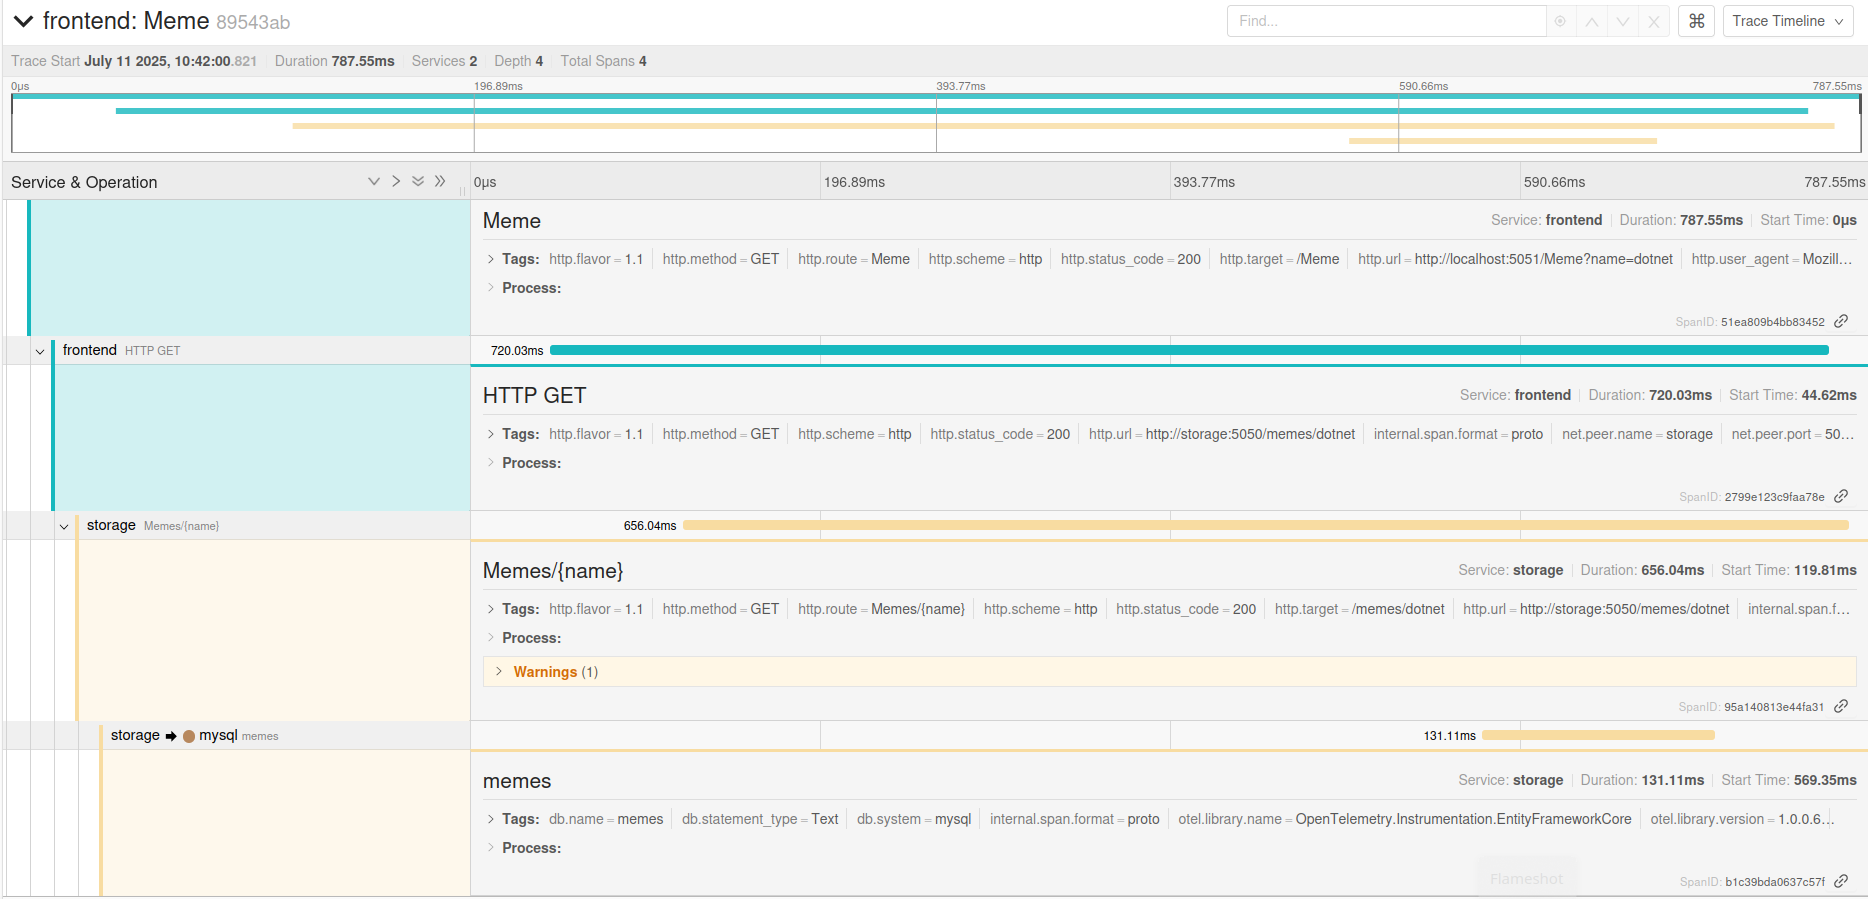 frontend: Meme 89543ab
Find...
⌘
Trace Timeline
Trace Start July 11 2025, 10:42:00.821 Duration 787.55ms Services 2 Depth 4 Total Spans 4
0µs 196.89ms 393.77ms 590.66ms 787.55ms
Service & Operation
0µs 196.89ms 393.77ms 590.66ms 787.55ms
Meme
Service: frontend Duration: 787.55ms Start Time: 0µs
Tags: http.flavor = 1.1 http.method = GET http.route = Meme http.scheme = http http.status_code = 200 http.target = /Meme http.url = http://localhost:5051/Meme?name=dotnet http.user_agent = Mozill...
Process:
SpanID: 51ea809b4bb83452
frontend HTTP GET
720.03ms
HTTP GET
Service: frontend Duration: 720.03ms Start Time: 44.62ms
Tags: http.flavor = 1.1 http.method = GET http.scheme = http http.status_code = 200 http.url = http://storage:5050/memes/dotnet internal.span.format = proto net.peer.name = storage net.peer.port = 50...
Process:
SpanID: 2799e123c9faa78e
storage Memes/{name}
656.04ms
Memes/{name}
Service: storage Duration: 656.04ms Start Time: 119.81ms
Tags: http.flavor = 1.1 http.method = GET http.route = Memes/{name} http.scheme = http http.status_code = 200 http.target = /memes/dotnet http.url = http://storage:5050/memes/dotnet internal.span.f...
Process:
Warnings (1)
SpanID: 95a140813e44fa31
storage mysql memes
131.11ms
memes
Service: storage Duration: 131.11ms Start Time: 569.35ms
Tags: db.name = memes db.statement_type = Text db.system = mysql internal.span.format = proto otel.library.name = OpenTelemetry.Instrumentation.EntityFrameworkCore otel.library.version = 1.0.0.6...
Process:
Flameshot
SpanID: b1c39bda0637c57f